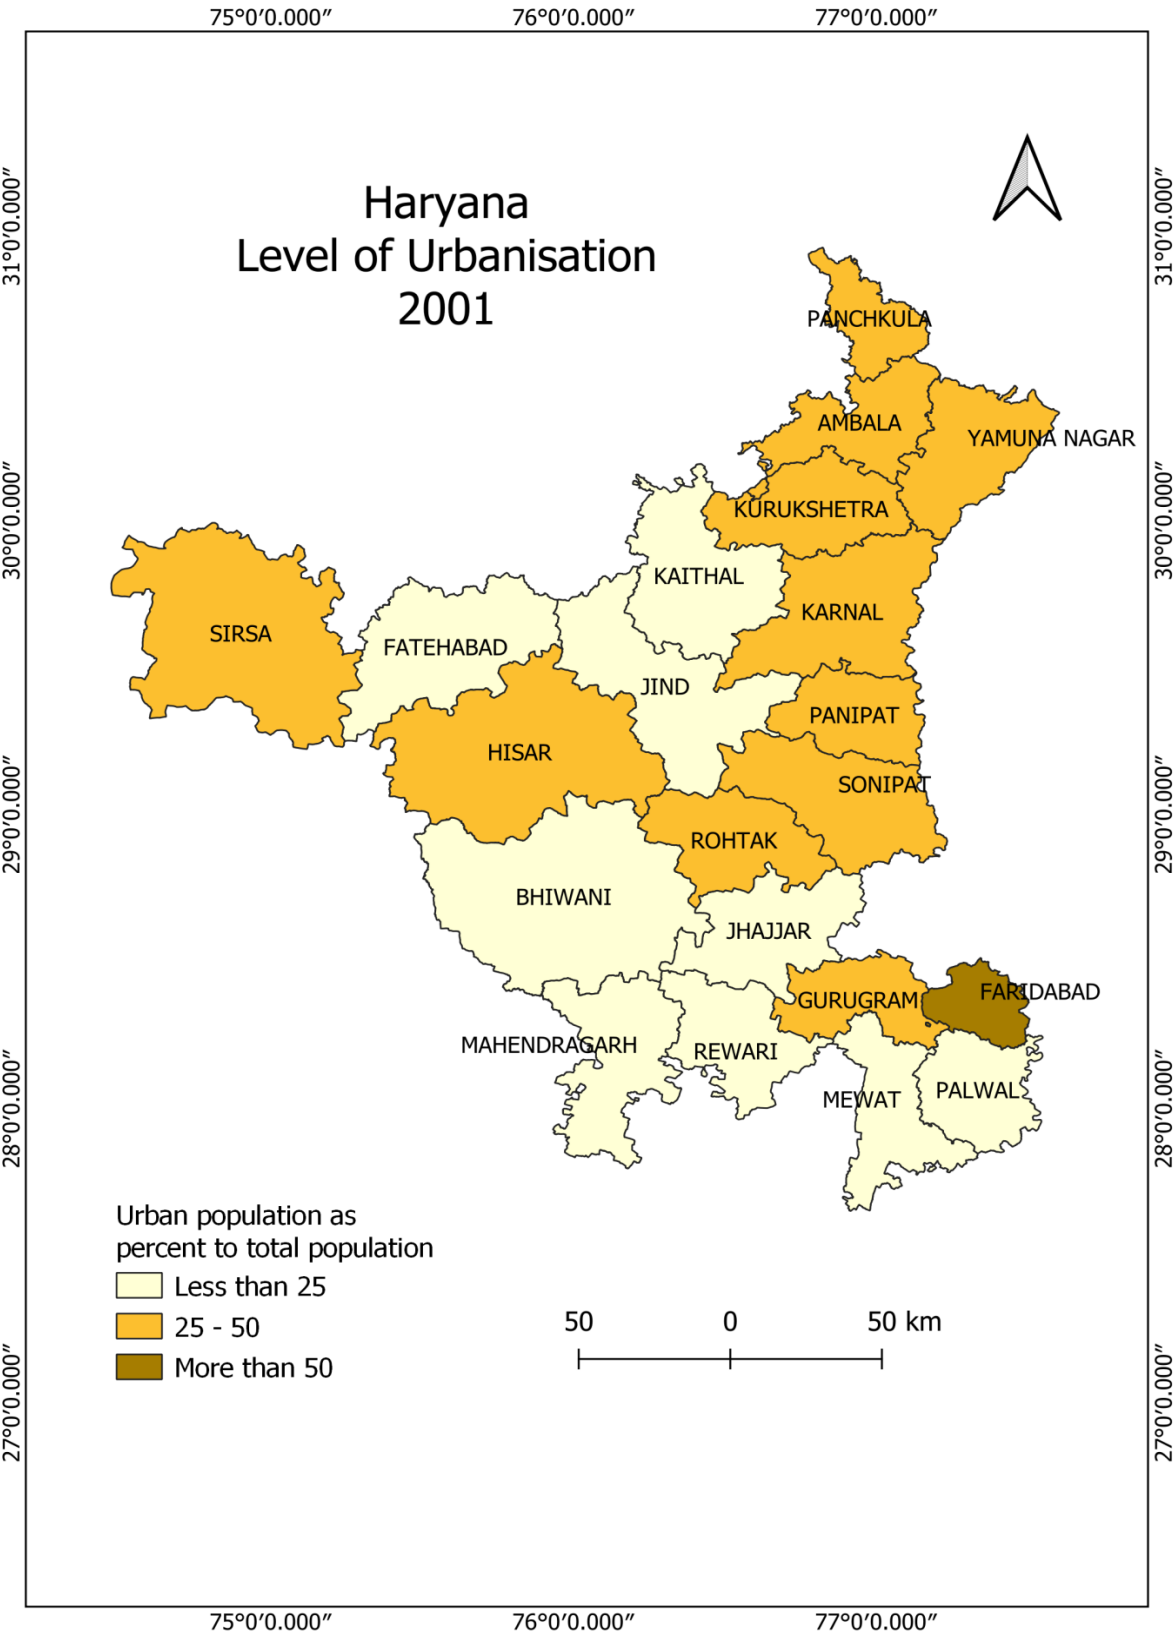 75°0′0.000″ 76°0′0.000″ 77°0′0.000″
31°0′0.000″ 31°0′0.000″
Haryana
Level of Urbanisation
2001
PANCHKULA
AMBALA
YAMUNA NAGAR
30°0′0.000″ 30°0′0.000″
KURUKSHETRA
KAITHAL
KARNAL
SIRSA
FATEHABAD
JIND
PANIPAT
HISAR
SONIPAT
29°0′0.000″ 29°0′0.000″
ROHTAK
BHIWANI
JHAJJAR
GURUGRAM
FARIDABAD
MAHENDRAGARH
REWARI
MEWAT
PALWAL
28°0′0.000″ 28°0′0.000″
Urban population as
percent to total population
Less than 25
25 - 50
More than 50
50 0 50 km
27°0′0.000″ 27°0′0.000″
75°0′0.000″ 76°0′0.000″ 77°0′0.000″